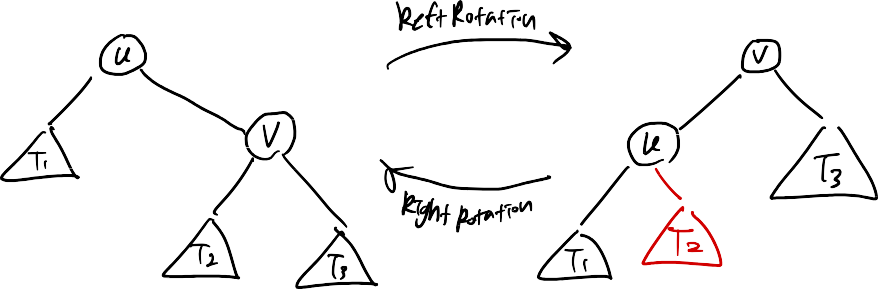 Left Rotation
u
V
T1
V
u
T3
T2
T3
Right Rotation
T1
T2